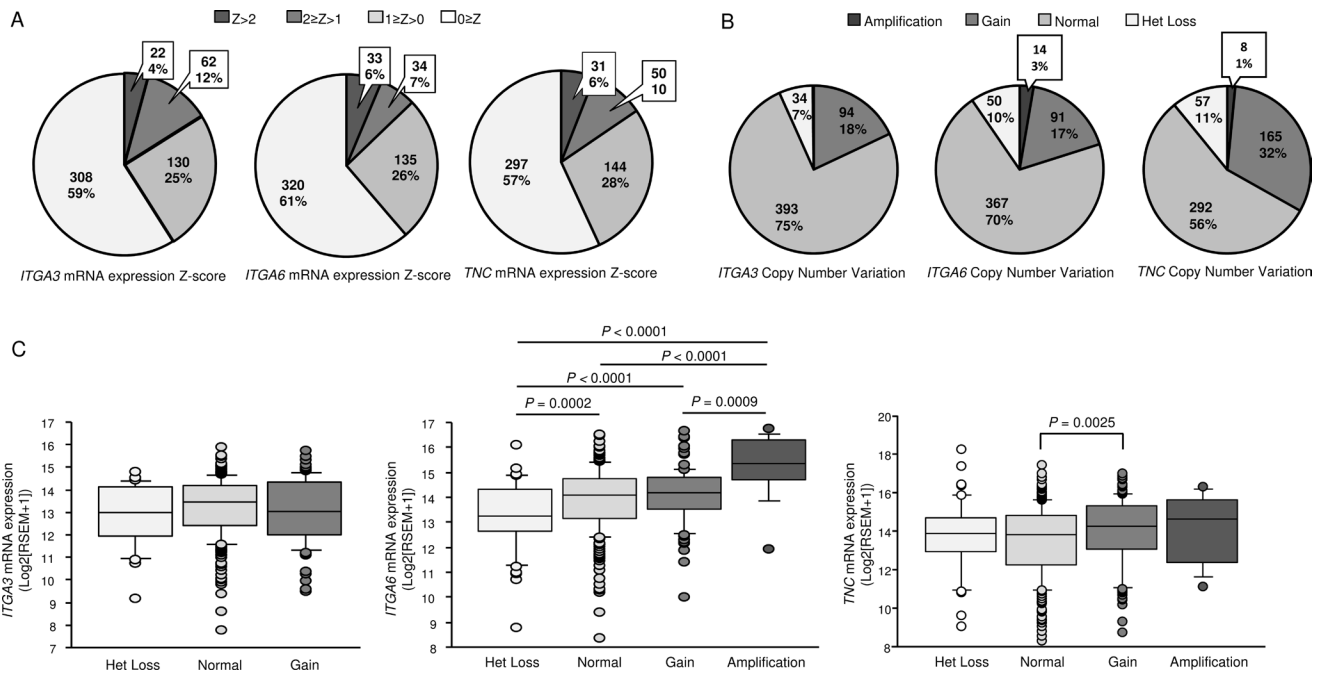 A
Z>2 2≥Z>1 1≥Z>0 0≥Z
22
4%
62
12%
130
25%
308
59%
ITGA3 mRNA expression Z-score
33
6%
34
7%
135
26%
320
61%
ITGA6 mRNA expression Z-score
31
6%
50
10
144
28%
297
57%
TNC mRNA expression Z-score
B
Amplification Gain Normal Het Loss
34
7%
94
18%
393
75%
ITGA3 Copy Number Variation
14
3%
50
10%
91
17%
367
70%
ITGA6 Copy Number Variation
8
1%
57
11%
165
32%
292
56%
TNC Copy Number Variation
C
ITGA3 mRNA expression
(Log2[RSEM+1])
17
16
15
14
13
12
11
10
9
8
7
Het Loss Normal Gain
P < 0.0001
P < 0.0001
P < 0.0001
P = 0.0002 P = 0.0009
ITGA6 mRNA expression
(Log2[RSEM+1])
17
16
15
14
13
12
11
10
9
8
Het Loss Normal Gain Amplification
P = 0.0025
TNC mRNA expression
(Log2[RSEM+1])
20
18
16
14
12
10
8
Het Loss Normal Gain Amplification